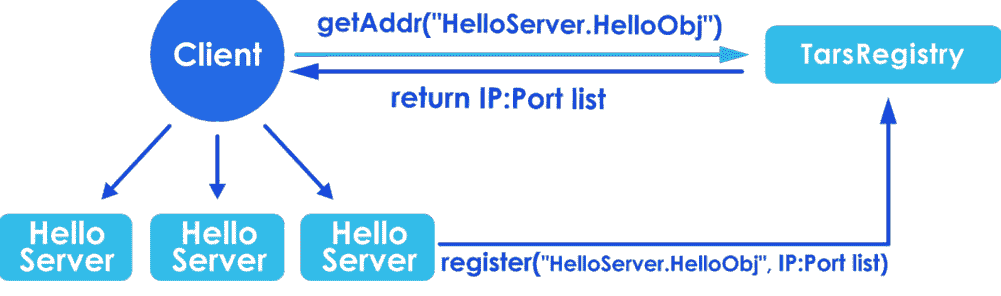 getAddr("HelloServer.HelloObj")
Client
TarsRegistry
return IP:Port list
Hello
Server
Hello
Server
Hello
Server
register("HelloServer.HelloObj", IP:Port list)